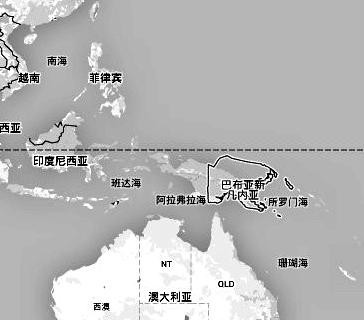 南海
菲律宾
越南
西亚
印度尼西亚
班达海
巴布亚新
几内亚
阿拉弗拉海
所罗门海
珊瑚海
NT
QLD
澳大利亚
西澳